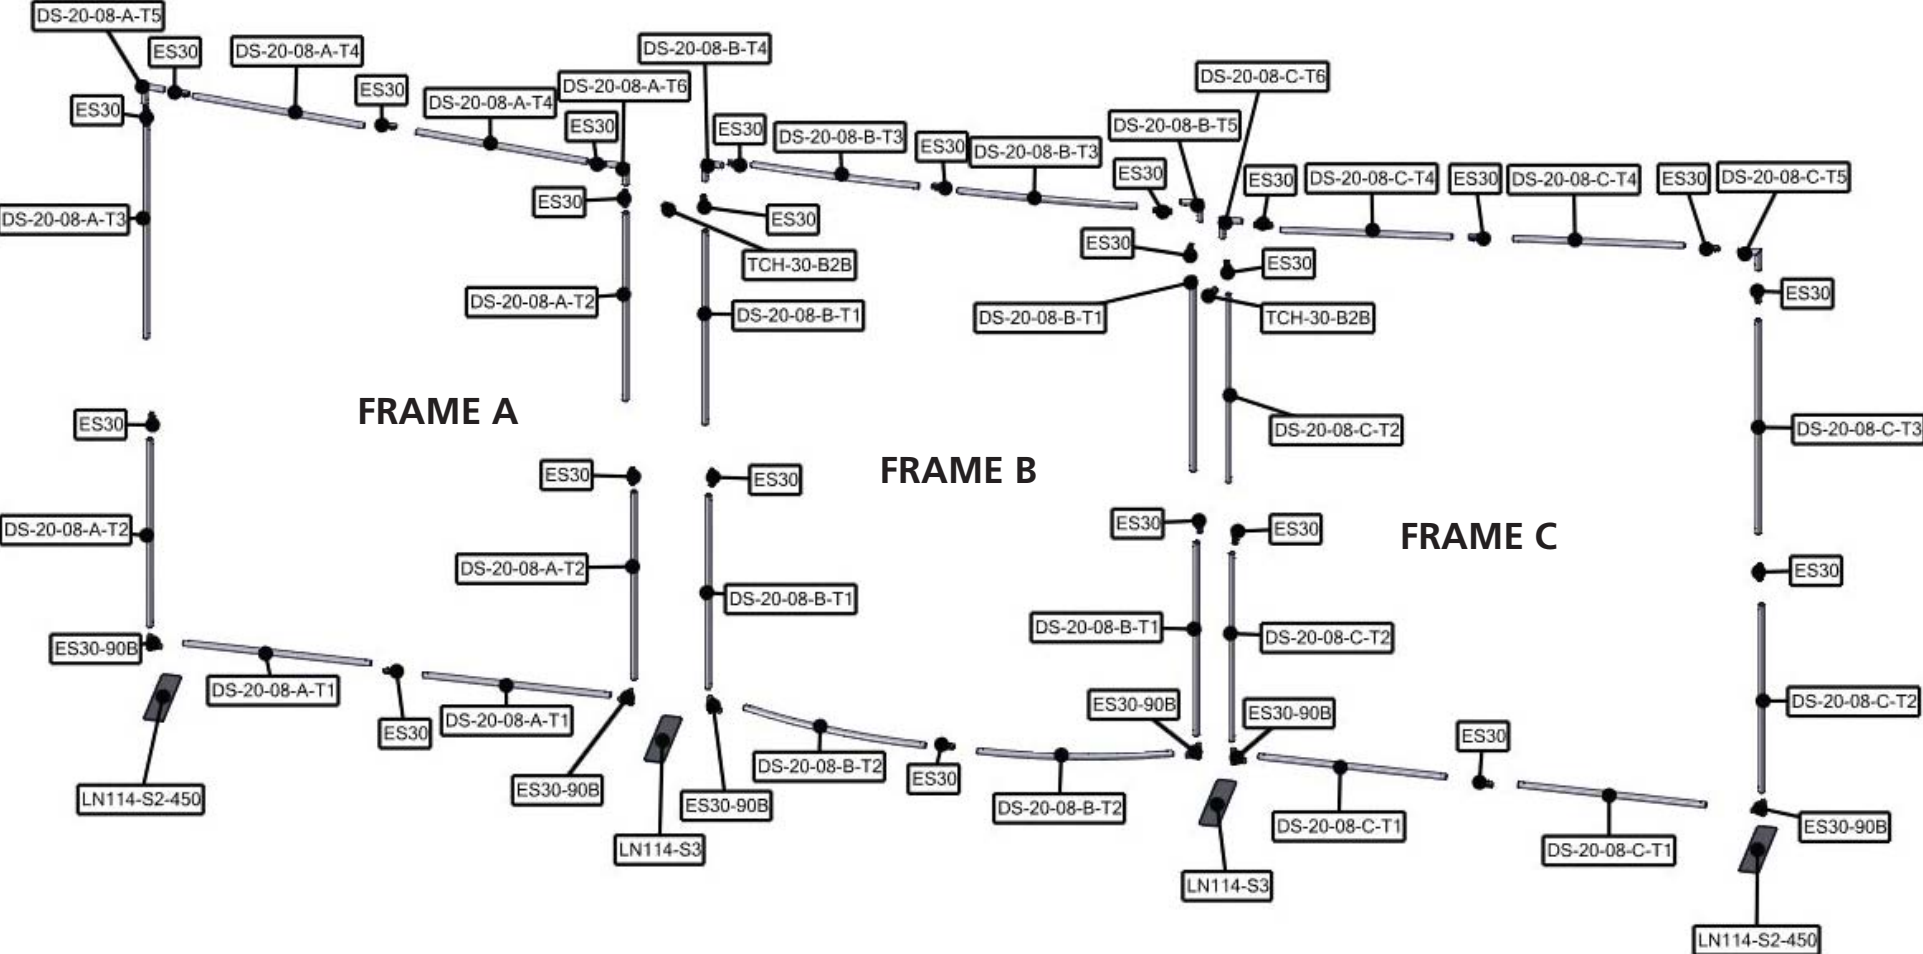 DS-20-08-A-T5
ES30
DS-20-08-A-T4
DS-20-08-B-T4
DS-20-08-C-T6
ES30
DS-20-08-A-T4
DS-20-08-A-T6
ES30
ES30
ES30
DS-20-08-B-T3
ES30
DS-20-08-B-T3
DS-20-08-B-T5
ES30
ES30
DS-20-08-C-T4
ES30
DS-20-08-C-T4
ES30
DS-20-08-C-T5
DS-20-08-A-T3
ES30
ES30
ES30
ES30
TCH-30-B2B
ES30
DS-20-08-A-T2
DS-20-08-B-T1
DS-20-08-B-T1
TCH-30-B2B
FRAME A
ES30
DS-20-08-C-T2
DS-20-08-C-T3
FRAME B
ES30
ES30
DS-20-08-A-T2
ES30
ES30
FRAME C
DS-20-08-A-T2
DS-20-08-B-T1
ES30
ES30-90B
DS-20-08-B-T1
DS-20-08-C-T2
DS-20-08-A-T1
DS-20-08-A-T1
ES30
ES30-90B
ES30-90B
DS-20-08-C-T2
ES30
LN114-S2-450
ES30-90B
ES30-90B
DS-20-08-B-T2
ES30
DS-20-08-B-T2
DS-20-08-C-T1
ES30-90B
LN114-S3
DS-20-08-C-T1
LN114-S3
LN114-S2-450